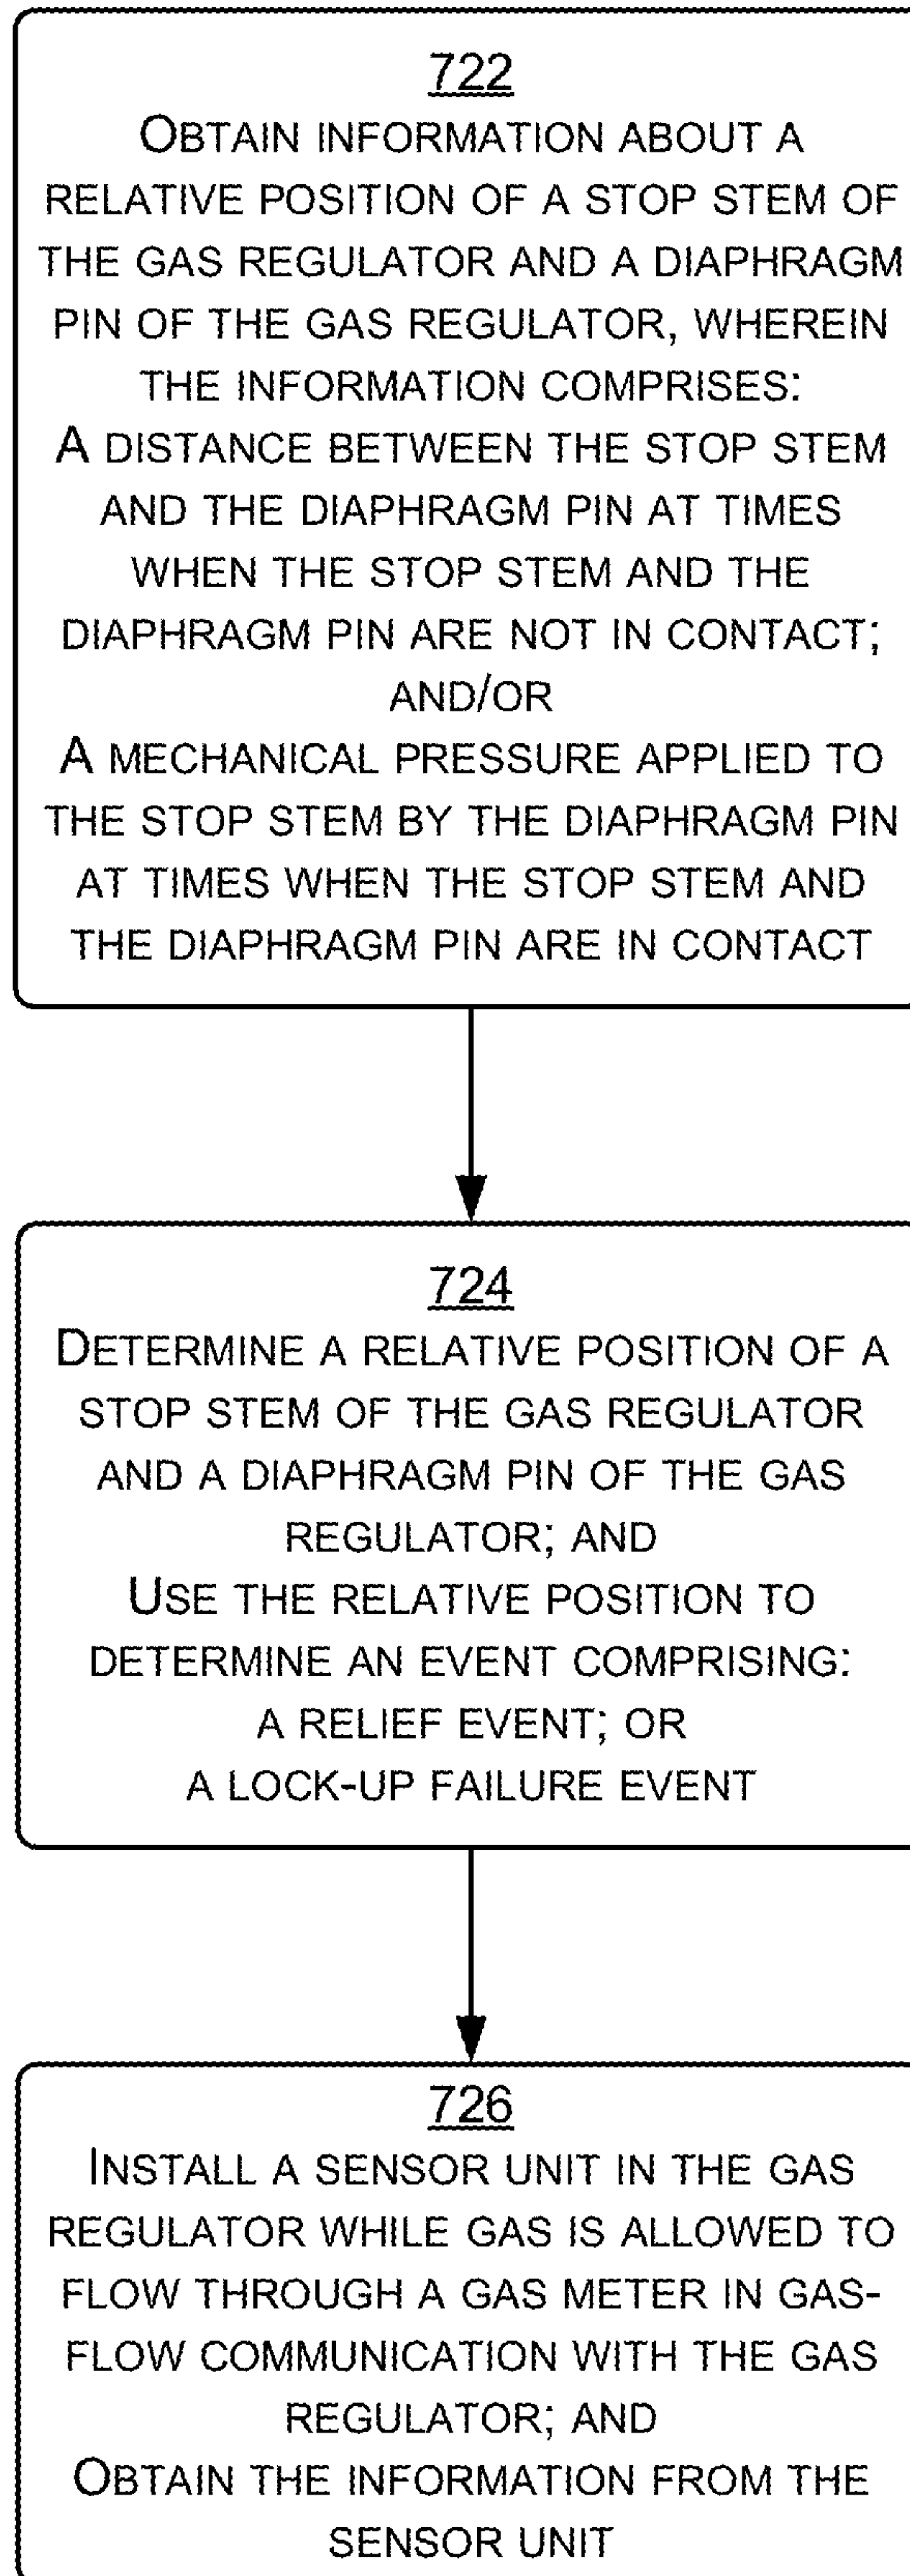 722
OBTAIN INFORMATION ABOUT A
RELATIVE POSITION OF A STOP STEM OF
THE GAS REGULATOR AND A DIAPHRAGM
PIN OF THE GAS REGULATOR, WHEREIN
THE INFORMATION COMPRISES:
A DISTANCE BETWEEN THE STOP STEM
AND THE DIAPHRAGM PIN AT TIMES
WHEN THE STOP STEM AND THE
DIAPHRAGM PIN ARE NOT IN CONTACT;
AND/OR
A MECHANICAL PRESSURE APPLIED TO
THE STOP STEM BY THE DIAPHRAGM PIN
AT TIMES WHEN THE STOP STEM AND
THE DIAPHRAGM PIN ARE IN CONTACT
724
DETERMINE A RELATIVE POSITION OF A
STOP STEM OF THE GAS REGULATOR
AND A DIAPHRAGM PIN OF THE GAS
REGULATOR; AND
USE THE RELATIVE POSITION TO
DETERMINE AN EVENT COMPRISING:
A RELIEF EVENT; OR
A LOCK-UP FAILURE EVENT
726
INSTALL A SENSOR UNIT IN THE GAS
REGULATOR WHILE GAS IS ALLOWED TO
FLOW THROUGH A GAS METER IN GAS-
FLOW COMMUNICATION WITH THE GAS
REGULATOR; AND
OBTAIN THE INFORMATION FROM THE
SENSOR UNIT